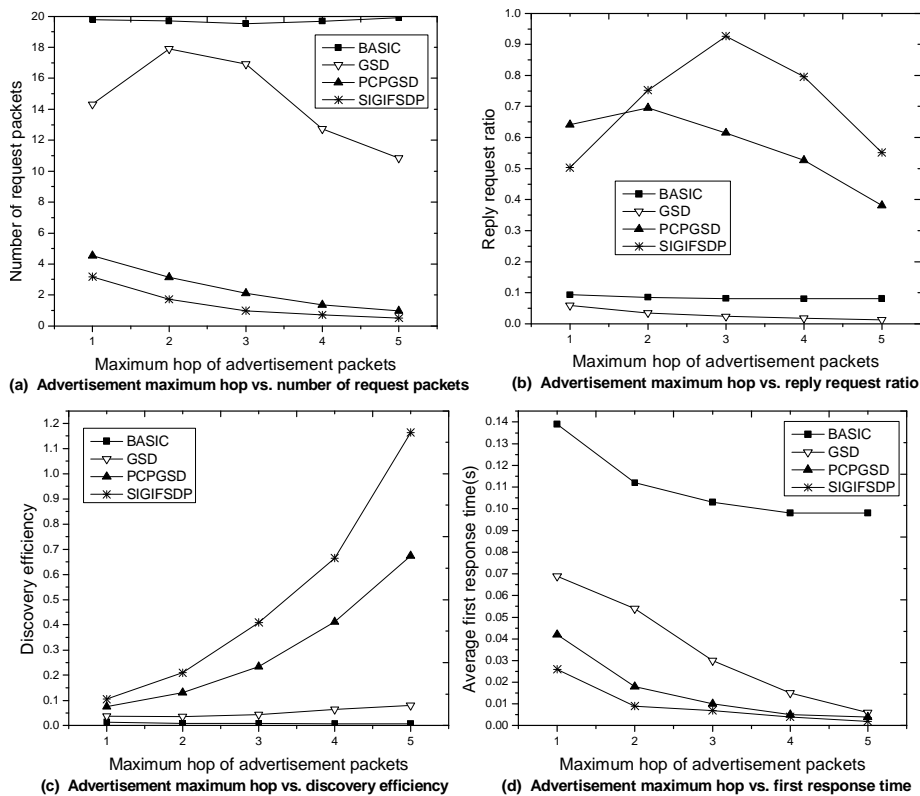 20
18
16
14
12
10
8
6
4
2
0
Number of request packets
BASIC
GSD
PCPGSD
SIGIFSDP
1 2 3 4 5
Maximum hop of advertisement packets
(a) Advertisement maximum hop vs. number of request packets
1.0
0.9
0.8
0.7
0.6
0.5
0.4
0.3
0.2
0.1
0.0
Reply request ratio
BASIC
GSD
PCPGSD
SIGIFSDP
1 2 3 4 5
Maximum hop of advertisement packets
(b) Advertisement maximum hop vs. reply request ratio
1.2
1.1
1.0
0.9
0.8
0.7
0.6
0.5
0.4
0.3
0.2
0.1
0.0
Discovery efficiency
BASIC
GSD
PCPGSD
SIGIFSDP
1 2 3 4 5
Maximum hop of advertisement packets
(c) Advertisement maximum hop vs. discovery efficiency
0.14
0.13
0.12
0.11
0.10
0.09
0.08
0.07
0.06
0.05
0.04
0.03
0.02
0.01
0.00
Average first response time(s)
BASIC
GSD
PCPGSD
SIGIFSDP
1 2 3 4 5
Maximum hop of advertisement packets
(d) Advertisement maximum hop vs. first response time